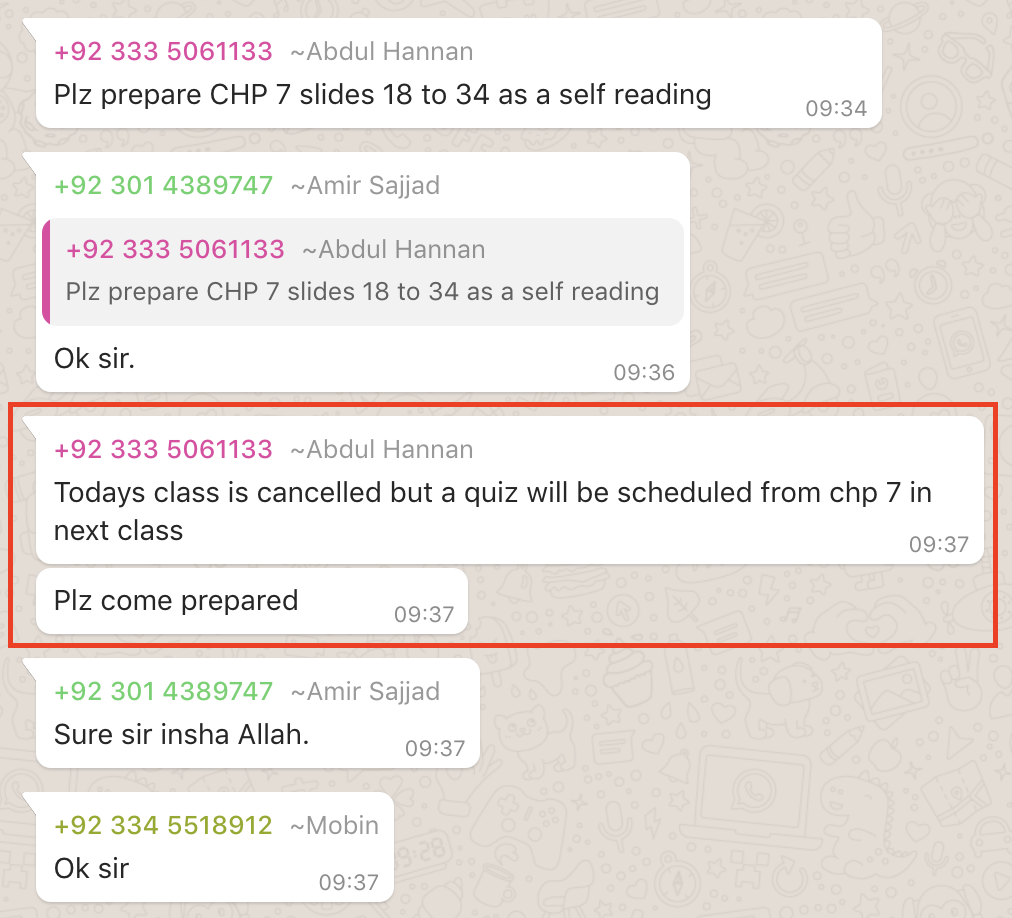 +92 333 5061133 ~Abdul Hannan
Plz prepare CHP 7 slides 18 to 34 as a self reading
09:34
+92 301 4389747 ~Amir Sajjad
+92 333 5061133 ~Abdul Hannan
Plz prepare CHP 7 slides 18 to 34 as a self reading
Ok sir.
09:36
+92 333 5061133 ~Abdul Hannan
Todays class is cancelled but a quiz will be scheduled from chp 7 in
next class
09:37
Plz come prepared
09:37
+92 301 4389747 ~Amir Sajjad
Sure sir insha Allah.
09:37
+92 334 5518912 ~Mobin
Ok sir
09:37